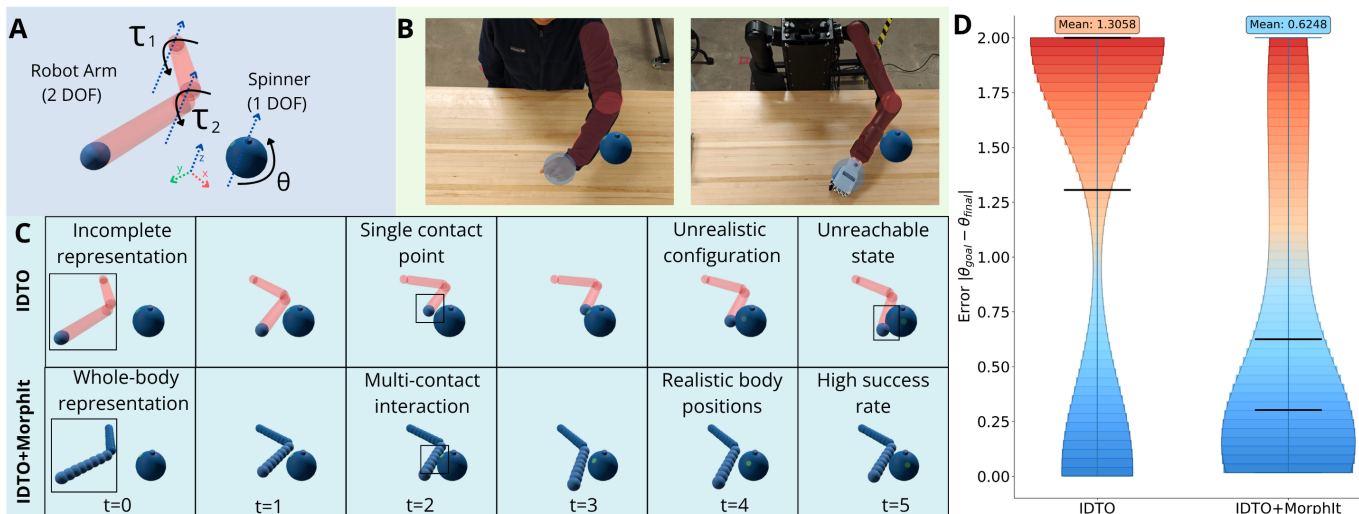 A
τ1
Robot Arm
(2 DOF)
τ2
Spinner
(1 DOF)
z
y
x
θ
B
C
IDTO
Incomplete
representation
Single contact
point
Unrealistic
configuration
Unreachable
state
IDTO+MorphIt
Whole-body
representation
Multi-contact
interaction
Realistic body
positions
High success
rate
t=0
t=1
t=2
t=3
t=4
t=5
D
Mean: 1.3058
Mean: 0.6248
Error |θgoal − θfinal|
2.00
1.75
1.50
1.25
1.00
0.75
0.50
0.25
0.00
IDTO
IDTO+MorphIt